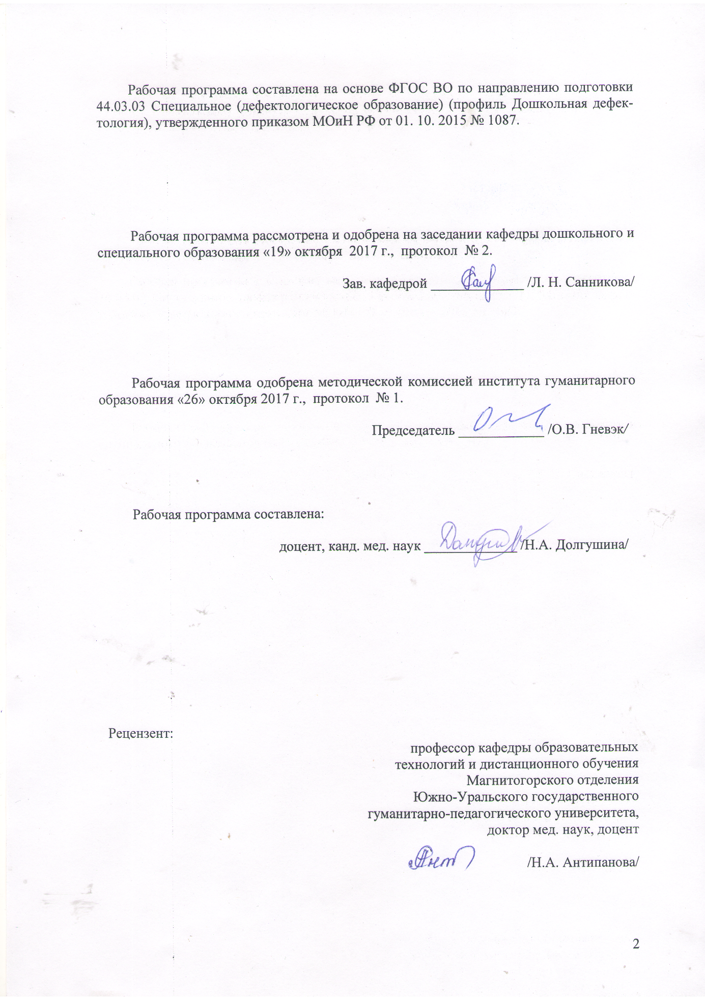 Рабочая программа составлена на основе ФГОС ВО по направлению подготовки
44.03.03 Специальное (дефектологическое образование) (профиль Дошкольная дефек-
тология), утвержденного приказом МОиН РФ от 01. 10. 2015 № 1087.
Рабочая программа рассмотрена и одобрена на заседании кафедры дошкольного и
специального образования «19» октября 2017 г., протокол № 2.
Зав. кафедрой _____________ /Л. Н. Санникова/
Рабочая программа одобрена методической комиссией института гуманитарного
образования «26» октября 2017 г., протокол № 1.
Председатель ____________ /О.В. Гневэк/
Рабочая программа составлена:
доцент, канд. мед. наук _____________ /Н.А. Долгушина/
Рецензент:
профессор кафедры образовательных
технологий и дистанционного обучения
Магнитогорского отделения
Южно-Уральского государственного
гуманитарно-педагогического университета,
доктор мед. наук, доцент
/Н.А. Антипанова/
2